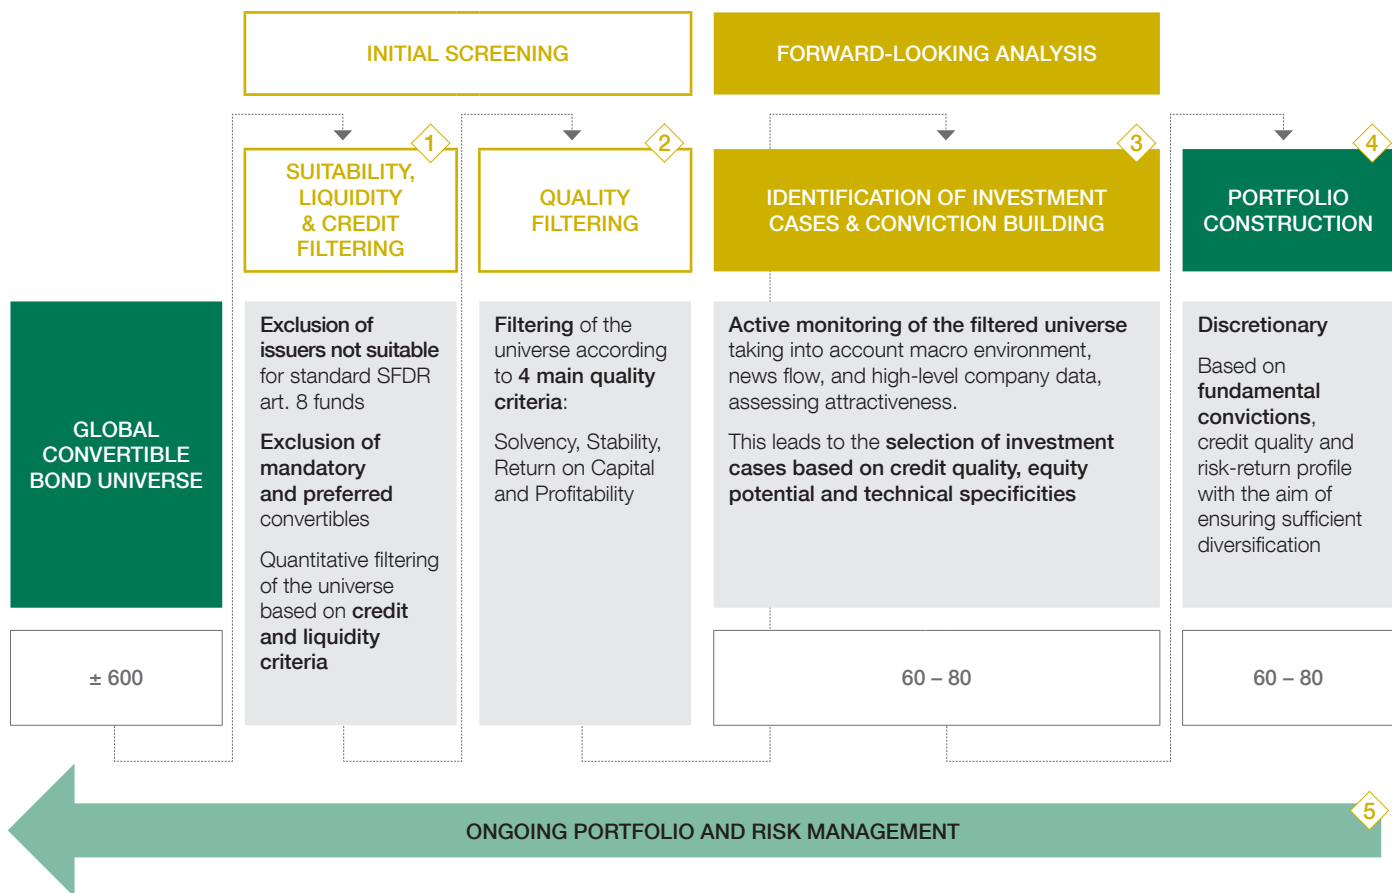 INITIAL SCREENING
FORWARD-LOOKING ANALYSIS
1
SUITABILITY,
LIQUIDITY
& CREDIT
FILTERING
2
QUALITY
FILTERING
3
IDENTIFICATION OF INVESTMENT
CASES & CONVICTION BUILDING
4
PORTFOLIO
CONSTRUCTION
GLOBAL
CONVERTIBLE
BOND UNIVERSE
± 600
Exclusion of
issuers not suitable
for standard SFDR
art. 8 funds
Exclusion of
mandatory
and preferred
convertibles
Quantitative filtering
of the universe
based on credit
and liquidity
criteria
Filtering of the
universe according
to 4 main quality
criteria:
Solvency, Stability,
Return on Capital
and Profitability
Active monitoring of the filtered universe
taking into account macro environment,
news flow, and high-level company data,
assessing attractiveness.
This leads to the selection of investment
cases based on credit quality, equity
potential and technical specificities
60 – 80
Discretionary
Based on
fundamental
convictions,
credit quality and
risk-return profile
with the aim of
ensuring sufficient
diversification
60 – 80
5
ONGOING PORTFOLIO AND RISK MANAGEMENT